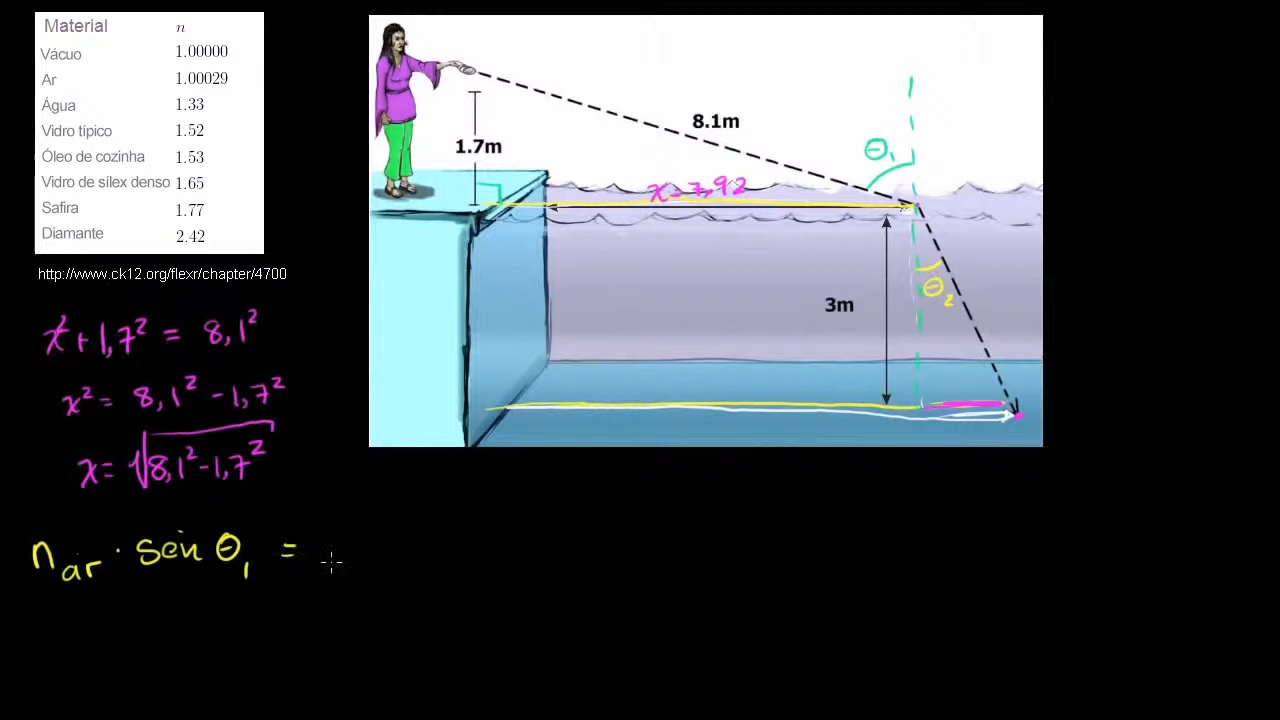 Material n
Vácuo 1.00000
Ar 1.00029
Água 1.33
Vidro típico 1.52
Óleo de cozinha 1.53
Vidro de sílex denso 1.65
Safira 1.77
Diamante 2.42
http://www.ck12.org/flexr/chapter/4700
8.1m
1.7m
x = 7,92
θ₁
θ₂
3m
x² + 1,7² = 8,1²
x² = 8,1² - 1,7²
x = √8,1² - 1,7²
n ar · sen θ₁ =